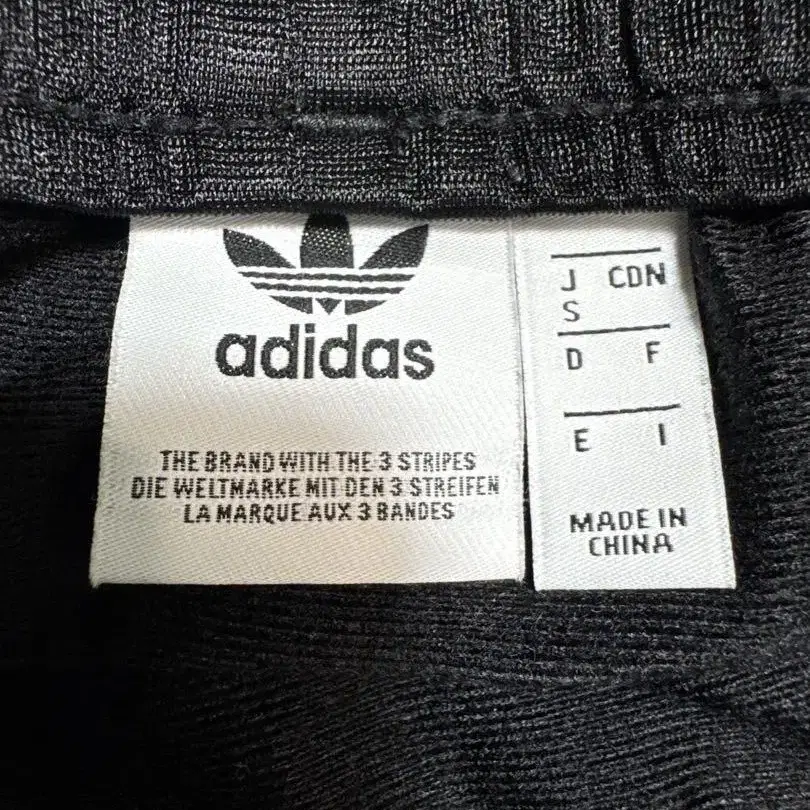 adidas
THE BRAND WITH THE 3 STRIPES
DIE WELTMARKE MIT DEN 3 STREIFEN
LA MARQUE AUX 3 BANDES
J CDN
S
D F
E I
MADE IN
CHINA